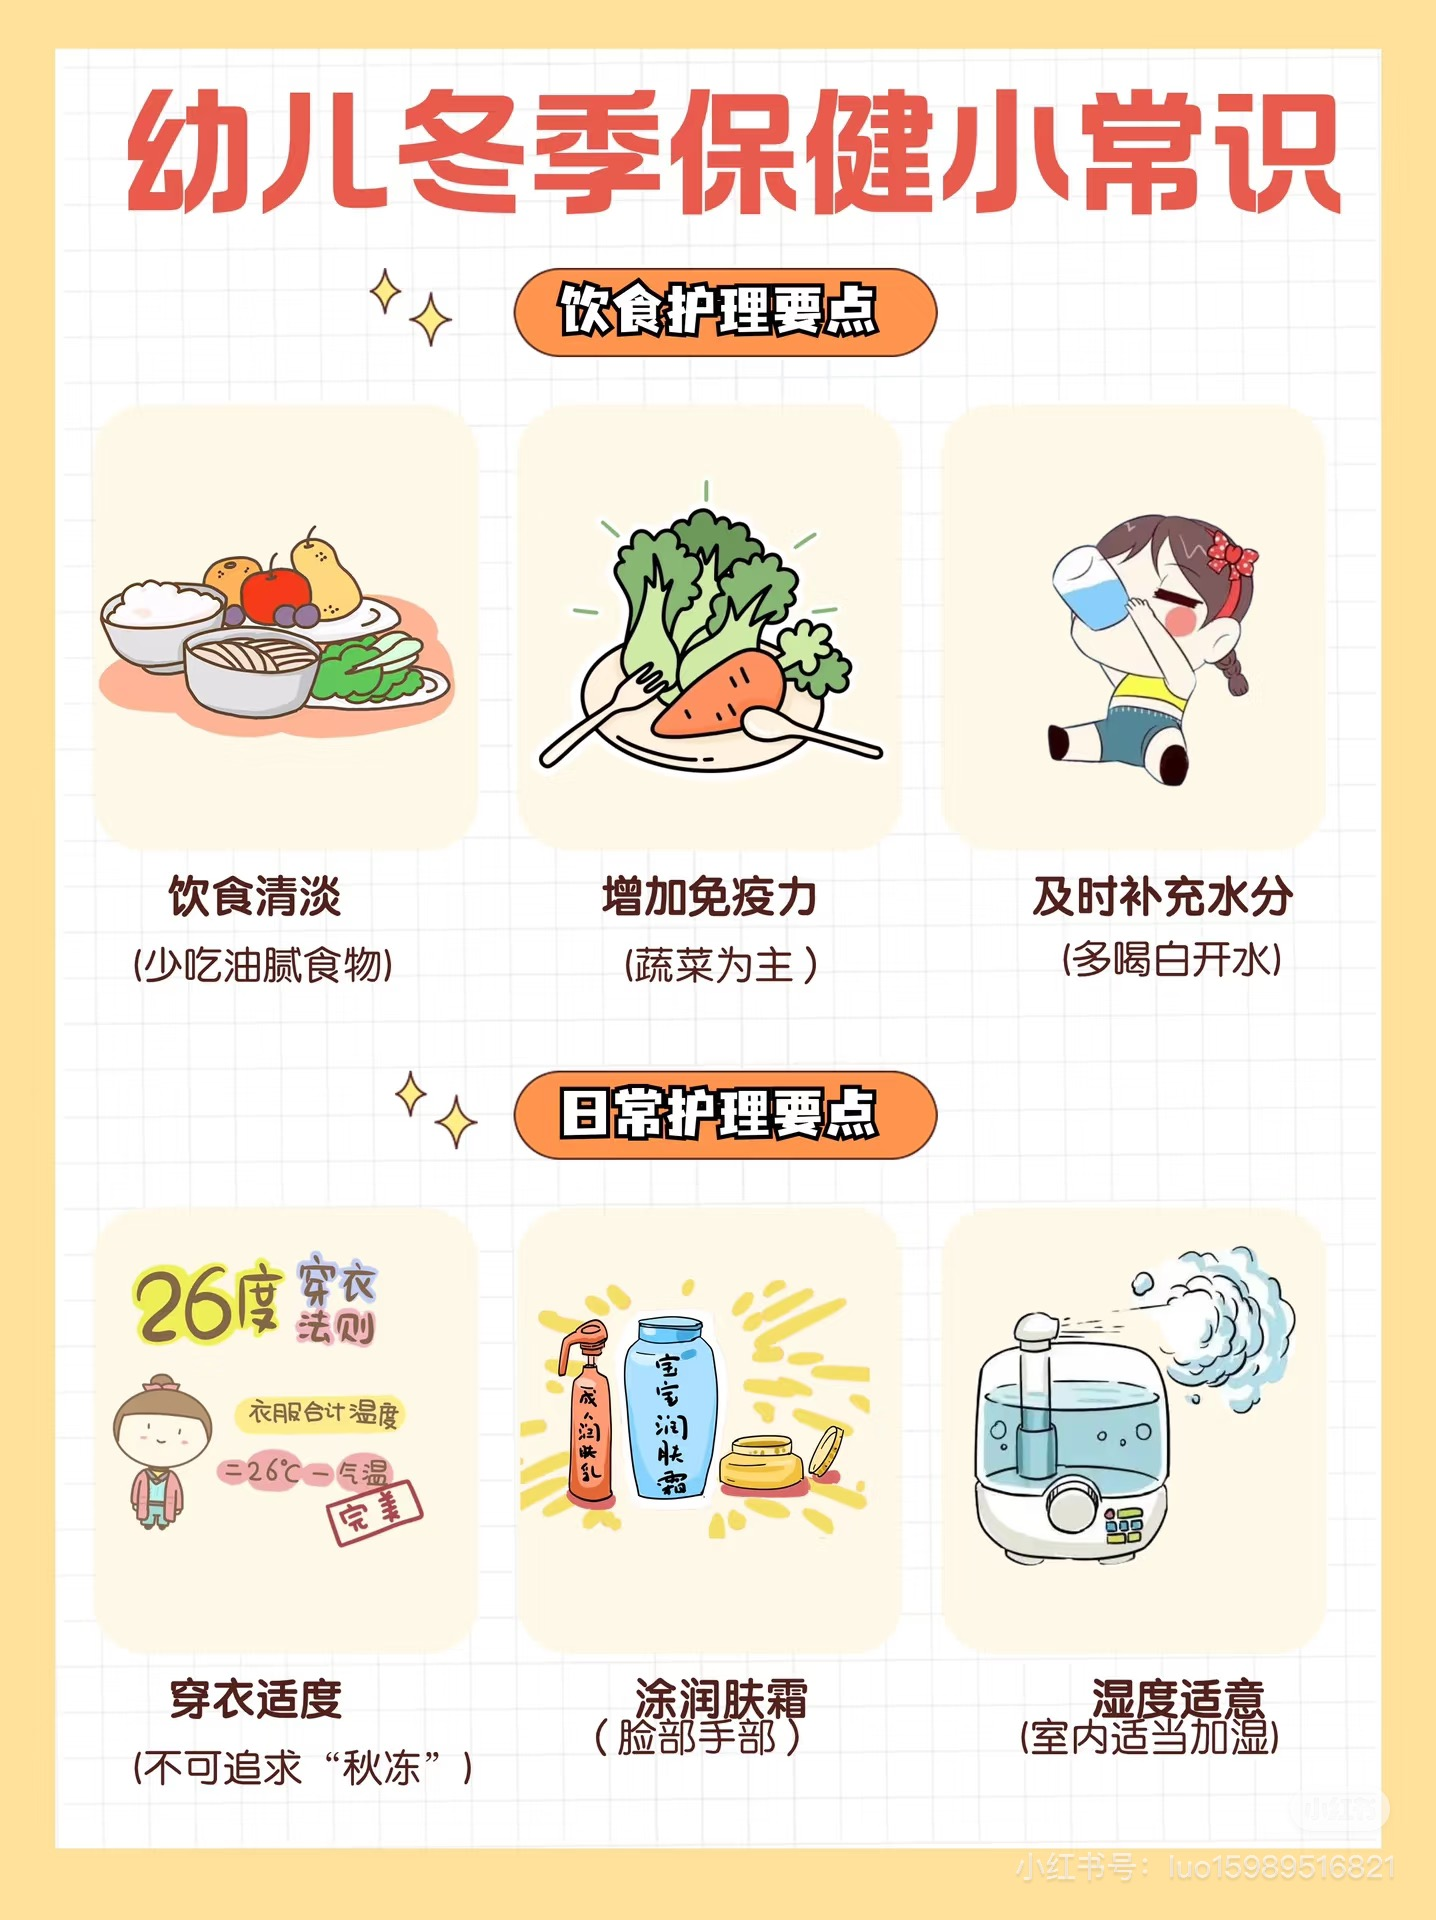 幼儿冬季保健小常识
饮食护理要点
饮食清淡
(少吃油腻食物)
增加免疫力
(蔬菜为主)
及时补充水分
(多喝白开水)
日常护理要点
26度
穿衣
法则
衣服合计温度
=26℃-气温
完美
成人润肤乳
宝宝润肤霜
穿衣适度
(不可追求“秋冻”)
涂润肤霜
(脸部手部)
湿度适意
(室内适当加湿)
小红书
小红书号：luo15989516821